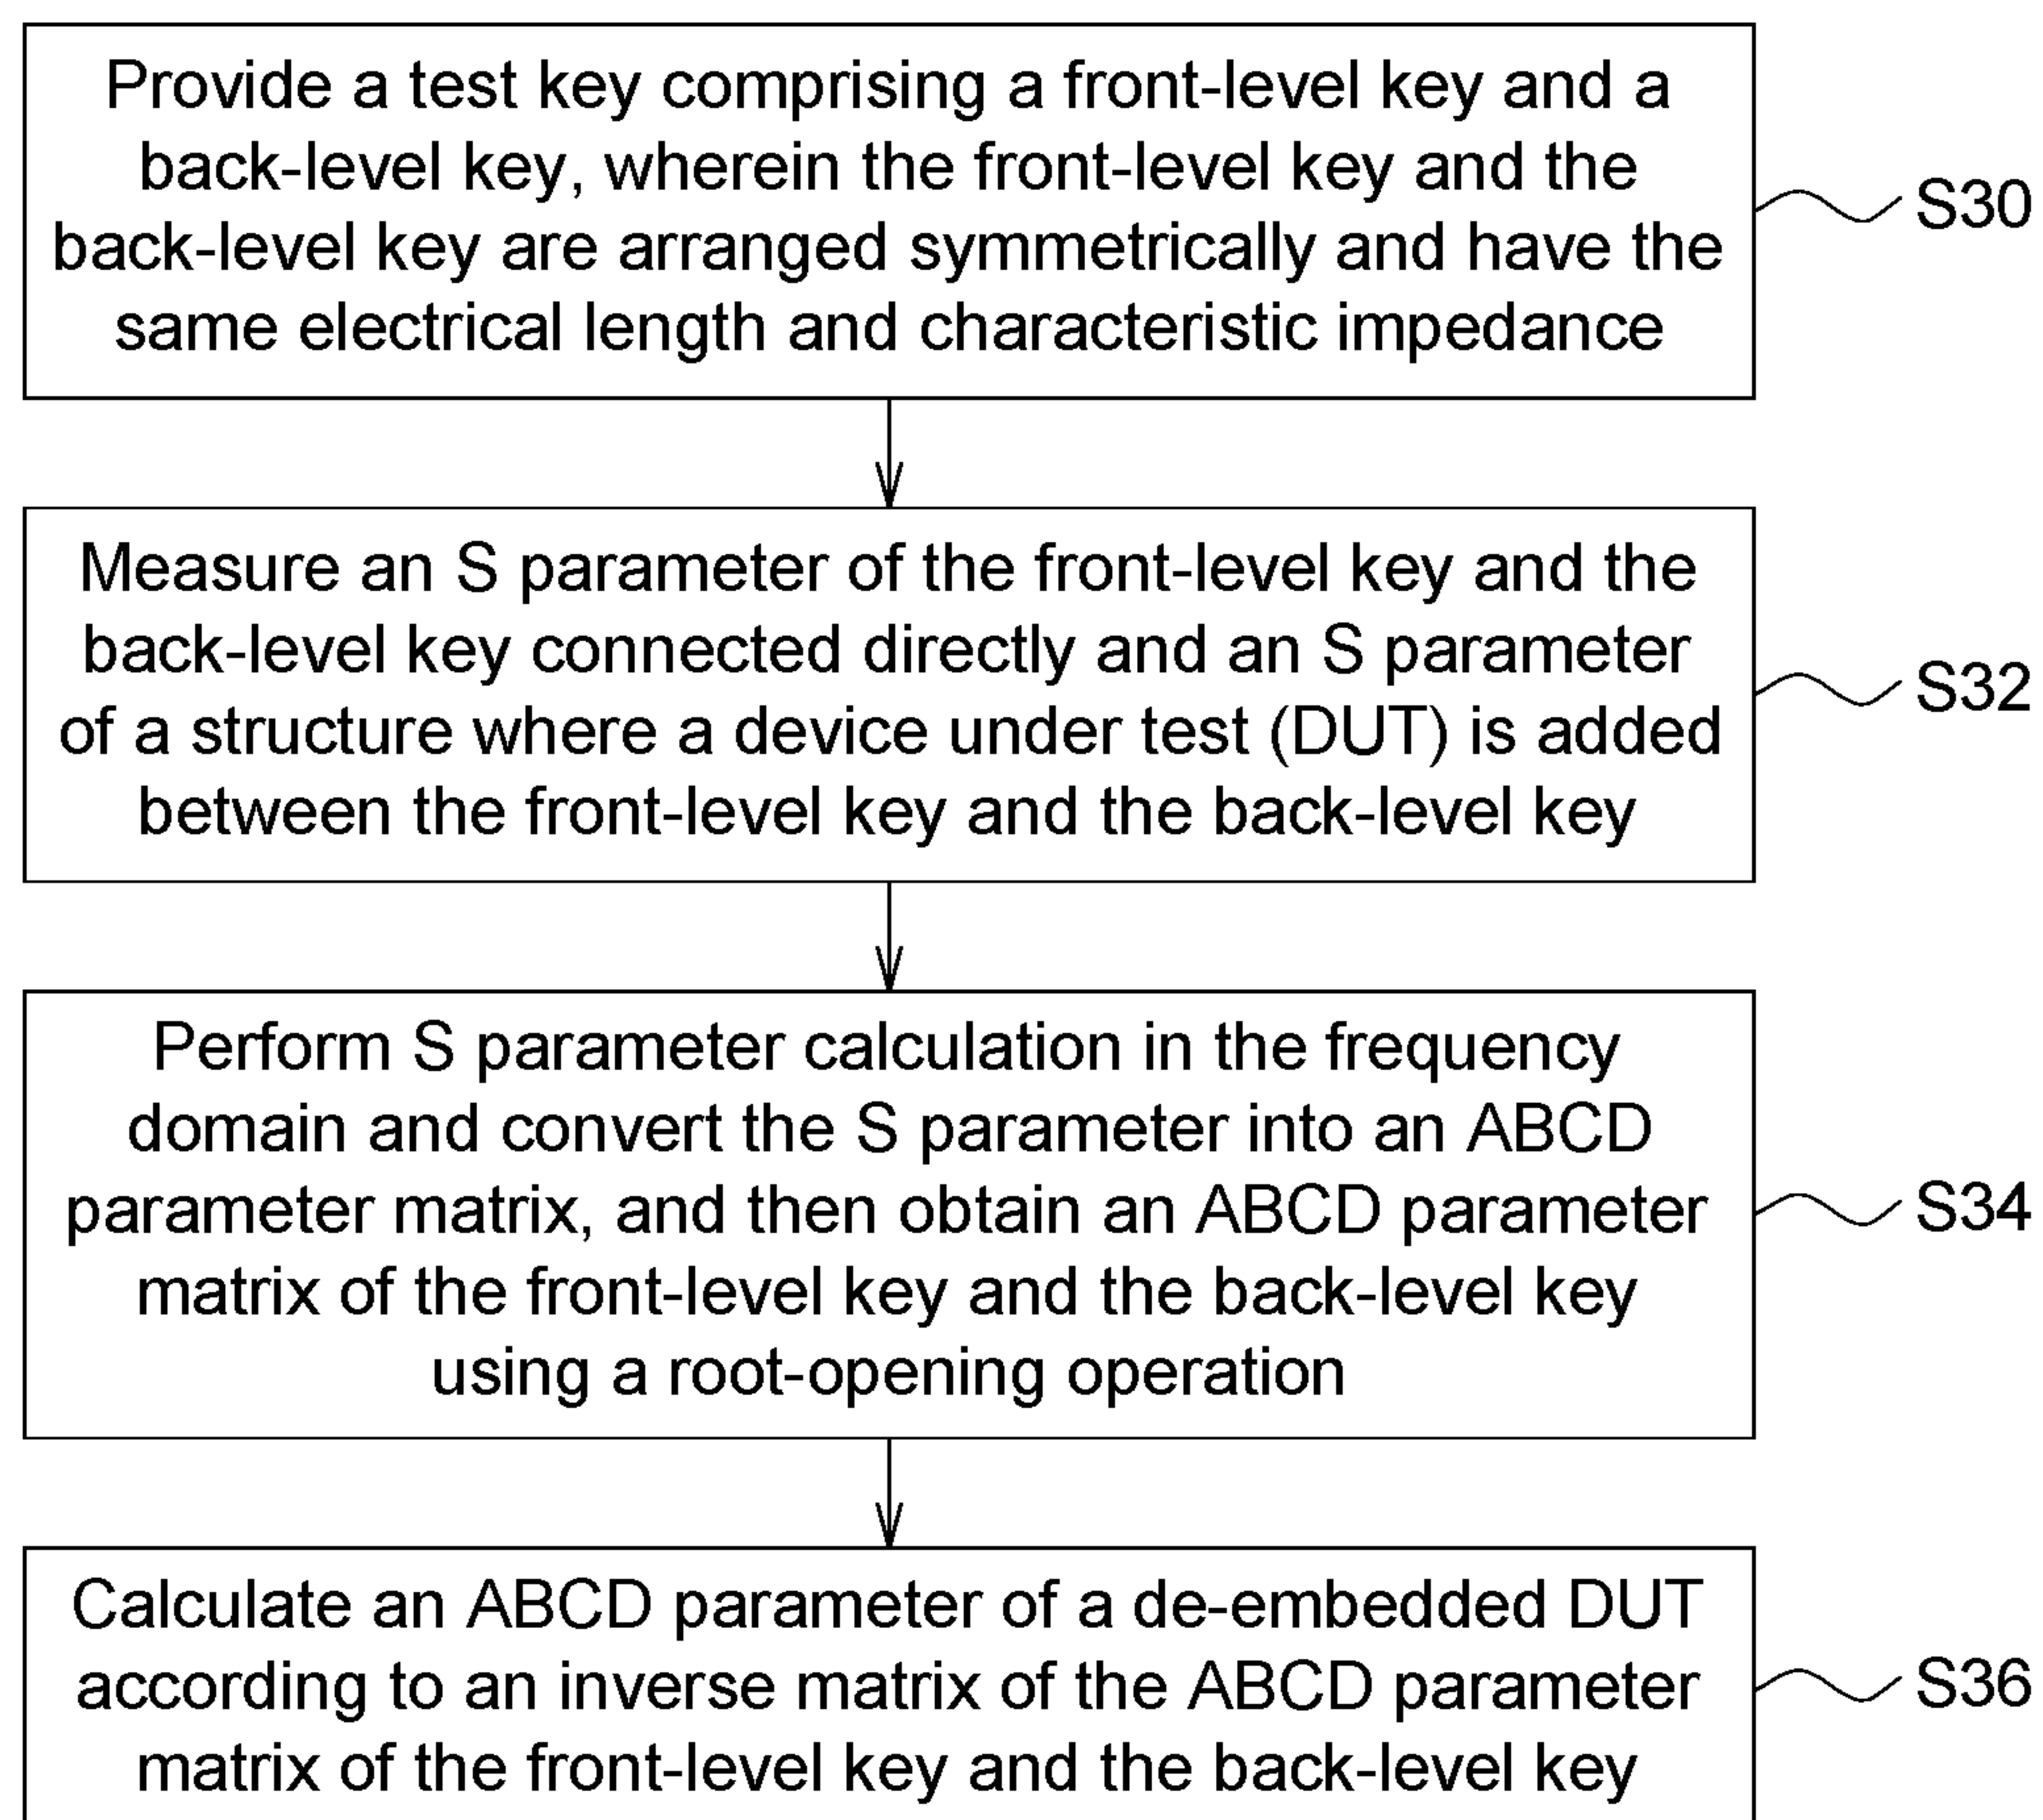 Provide a test key comprising a front-level key and a
back-level key, wherein the front-level key and the
back-level key are arranged symmetrically and have the
same electrical length and characteristic impedance
S30
Measure an S parameter of the front-level key and the
back-level key connected directly and an S parameter
of a structure where a device under test (DUT) is added
between the front-level key and the back-level key
S32
Perform S parameter calculation in the frequency
domain and convert the S parameter into an ABCD
parameter matrix, and then obtain an ABCD parameter
matrix of the front-level key and the back-level key
using a root-opening operation
S34
Calculate an ABCD parameter of a de-embedded DUT
according to an inverse matrix of the ABCD parameter
matrix of the front-level key and the back-level key
S36